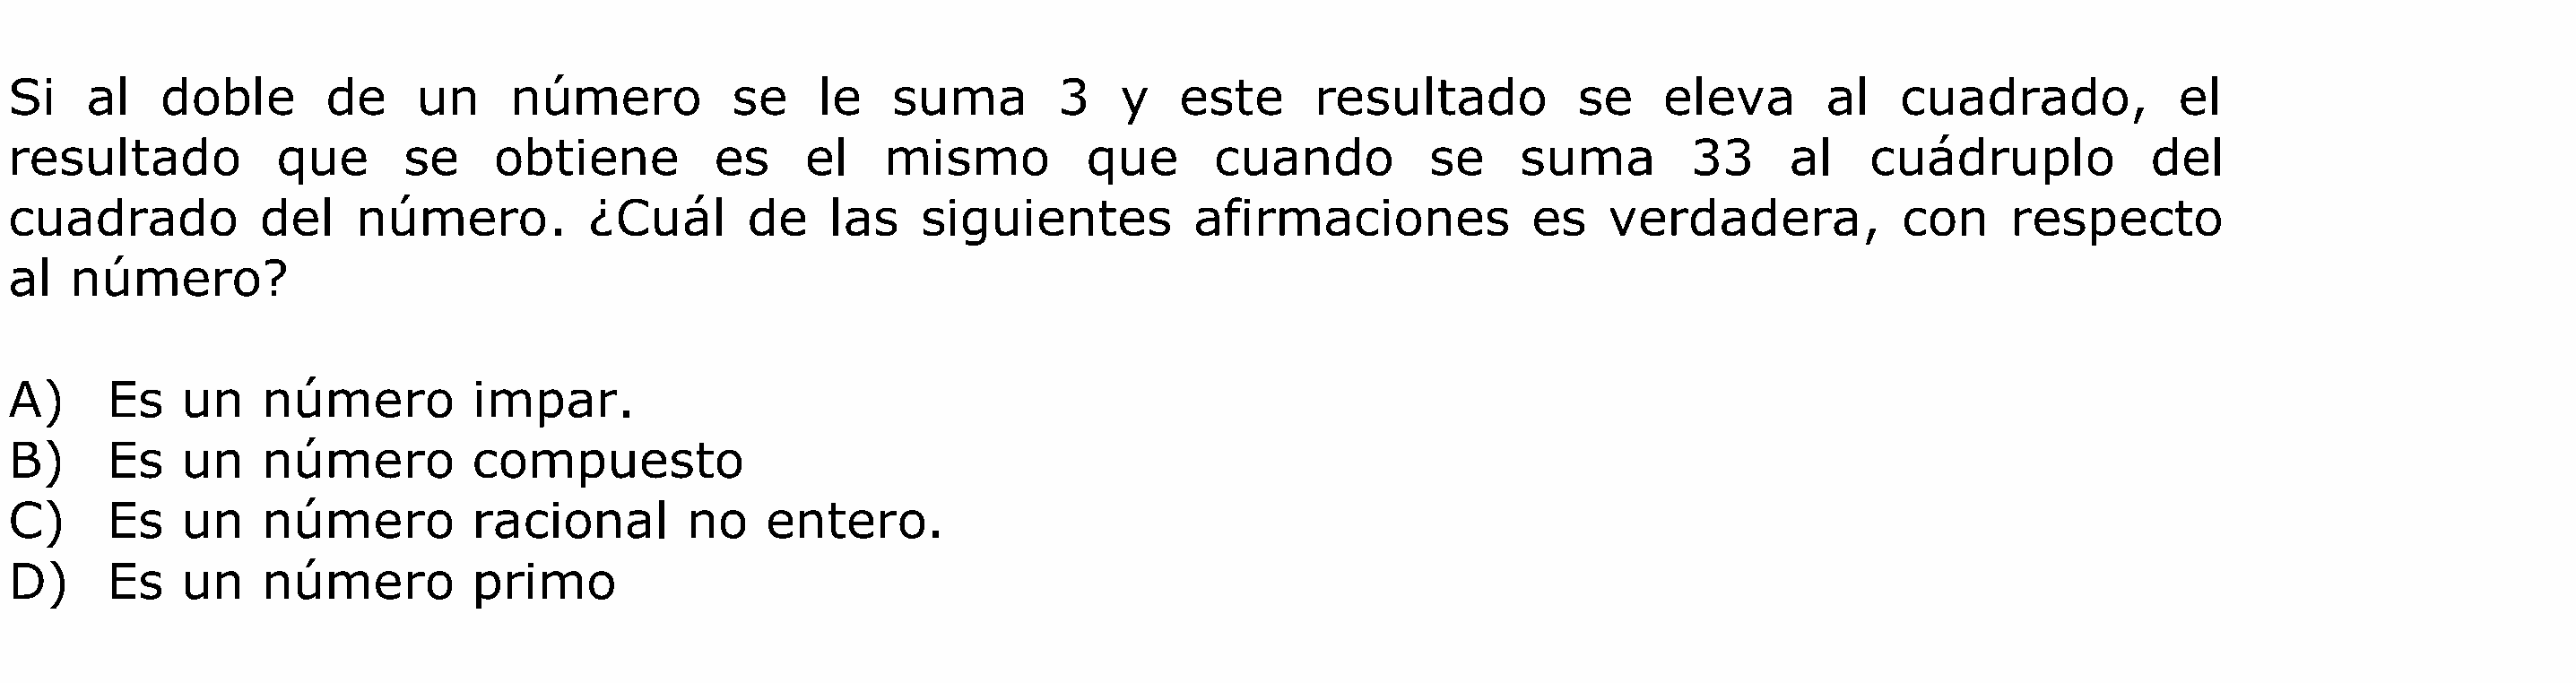 Si al doble de un número se le suma 3 y este resultado se eleva al cuadrado, el
resultado que se obtiene es el mismo que cuando se suma 33 al cuádruplo del
cuadrado del número. ¿Cuál de las siguientes afirmaciones es verdadera, con respecto
al número?
A) Es un número impar.
B) Es un número compuesto
C) Es un número racional no entero.
D) Es un número primo